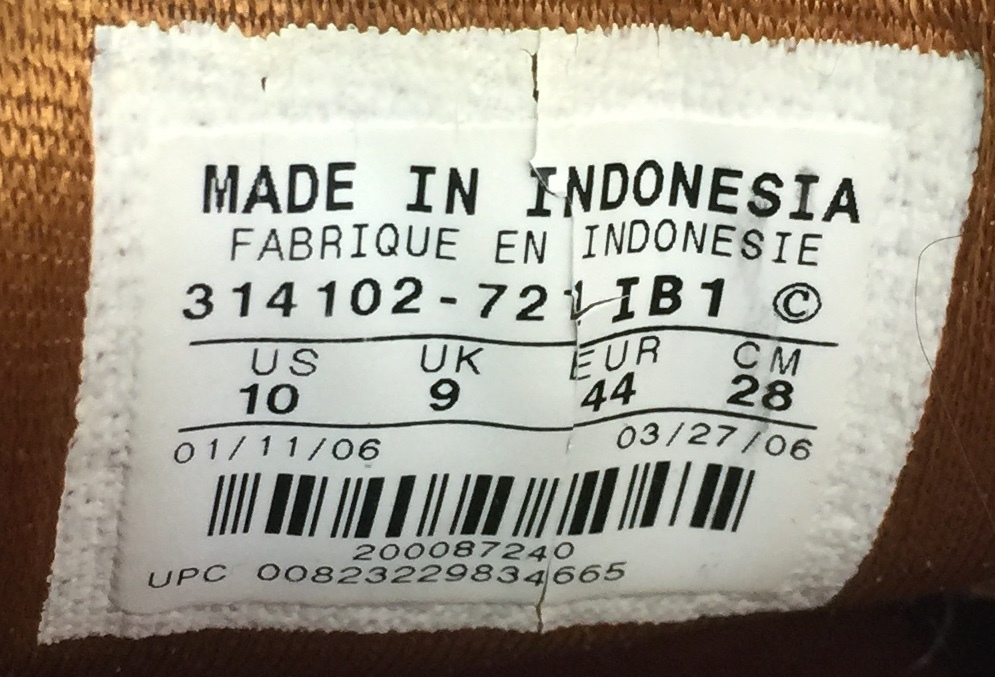 MADE IN INDONESIA
FABRIQUE EN INDONESIE
314102-721 IB1 ©
US UK EUR CM
10 9 44 28
01/11/06 03/27/06
200087240
UPC 00823229834665